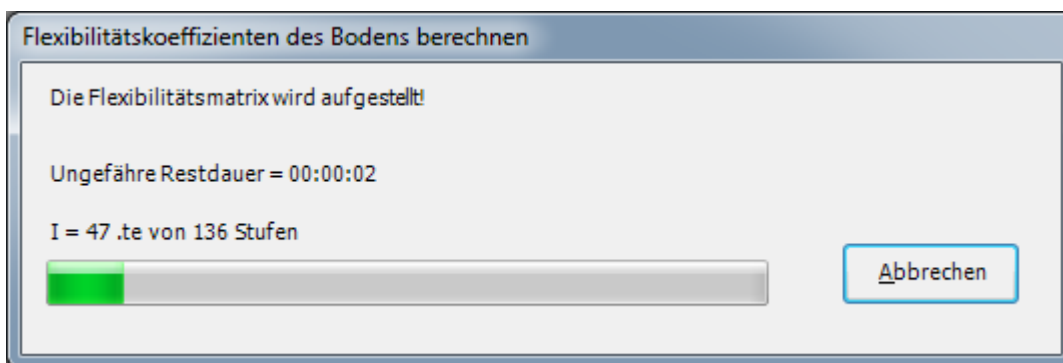 Flexibilitätskoeffizienten des Bodens berechnen
Die Flexibilitätsmatrix wird aufgestellt!
Ungefähre Restdauer = 00:00:02
I = 47 .te von 136 Stufen
Abbrechen